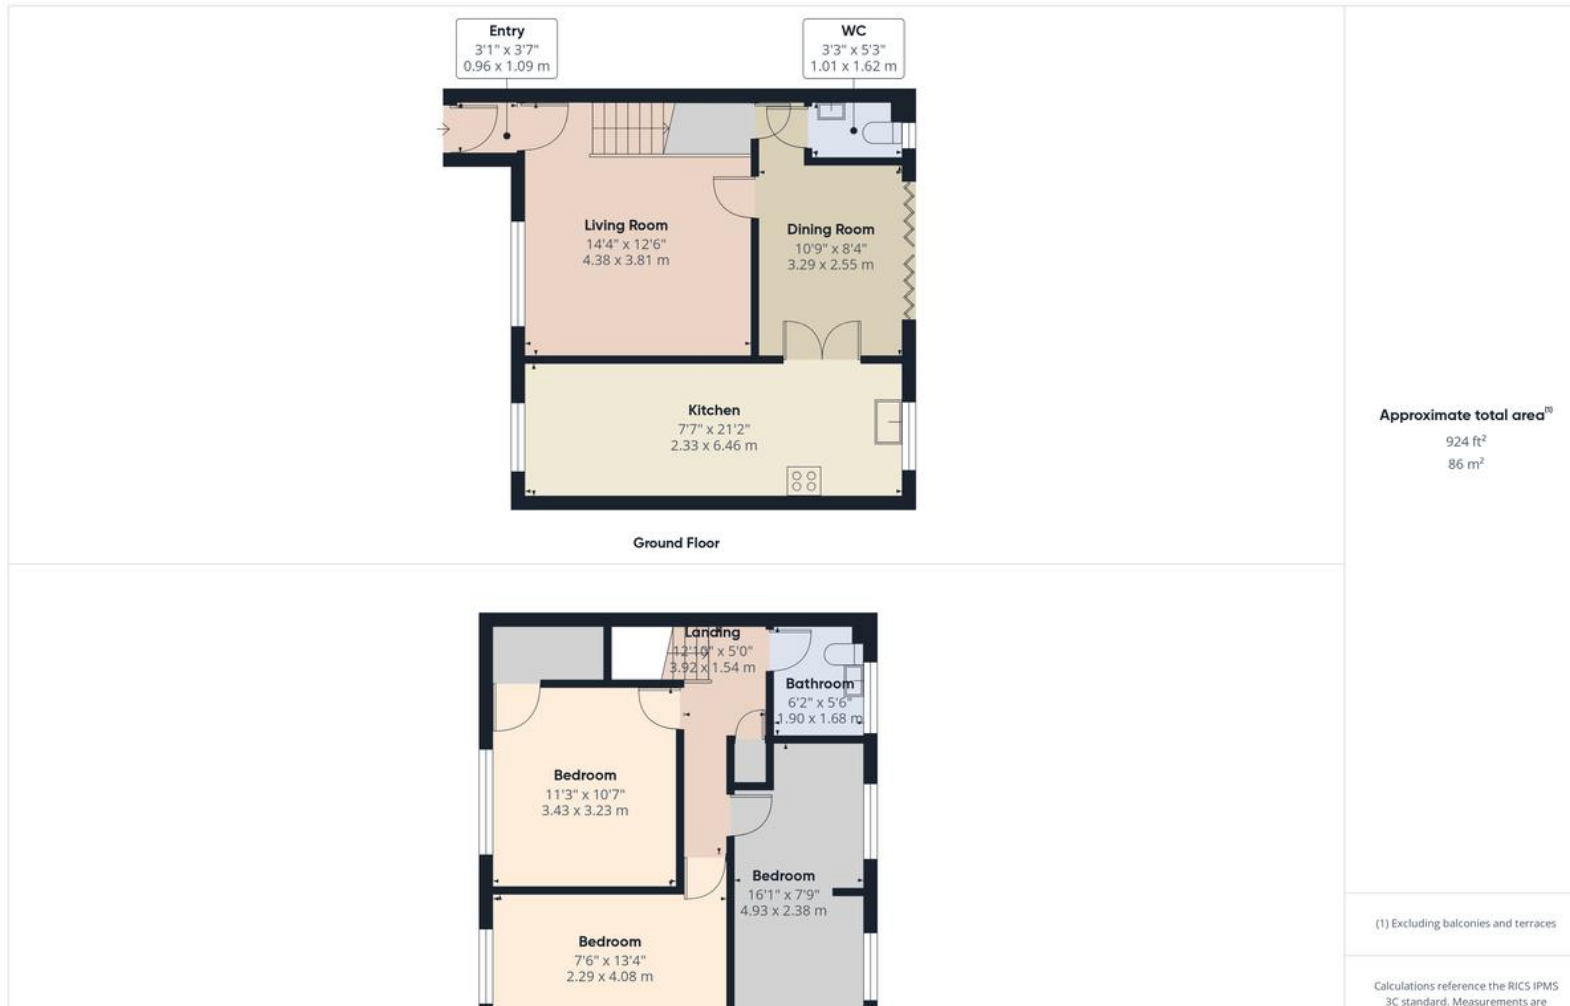 Entry
3'1" x 3'7"
0.96 x 1.09 m
WC
3'3" x 5'3"
1.01 x 1.62 m
Living Room
14'4" x 12'6"
4.38 x 3.81 m
Dining Room
10'9" x 8'4"
3.29 x 2.55 m
Kitchen
7'7" x 21'2"
2.33 x 6.46 m
Ground Floor
Approximate total area(1)
924 ft²
86 m²
Landing
12'10" x 5'0"
3.92 x 1.54 m
Bathroom
6'2" x 5'6"
1.90 x 1.68 m
Bedroom
11'3" x 10'7"
3.43 x 3.23 m
Bedroom
16'1" x 7'9"
4.93 x 2.38 m
Bedroom
7'6" x 13'4"
2.29 x 4.08 m
(1) Excluding balconies and terraces
Calculations reference the RICS IPMS
3C standard. Measurements are